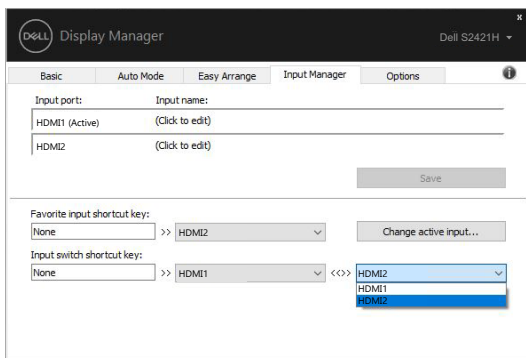 x
DELL Display Manager Dell S2421H
Basic Auto Mode Easy Arrange Input Manager Options i
Input port: Input name:
HDMI1 (Active) (Click to edit)
HDMI2 (Click to edit)
Save
Favorite input shortcut key:
None >> HDMI2 Change active input...
Input switch shortcut key:
None >> HDMI1 <<>> HDMI2
HDMI1
HDMI2